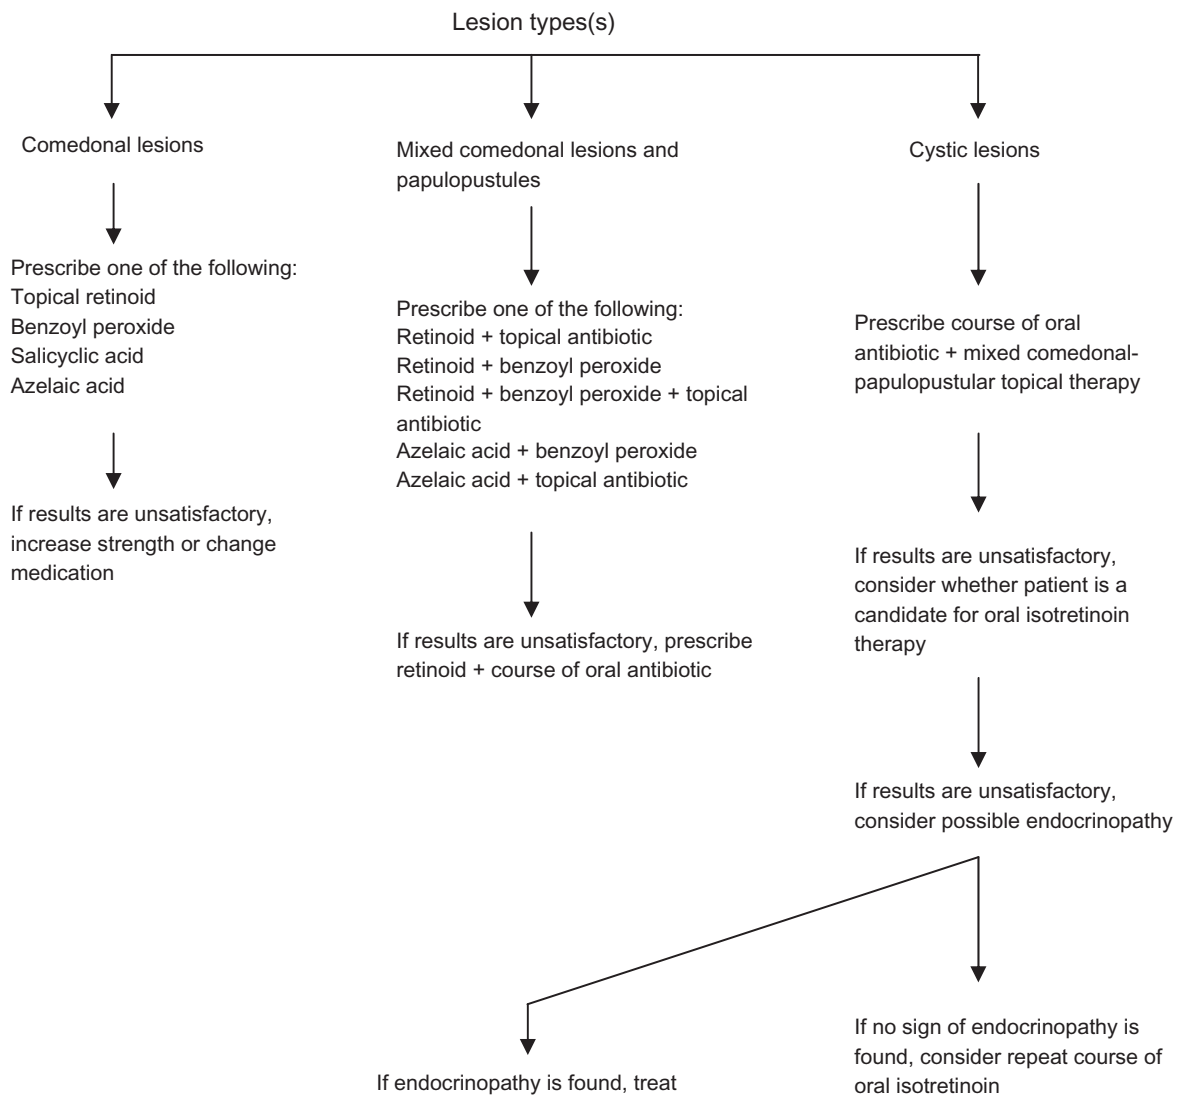 Lesion types(s)
Comedonal lesions
Prescribe one of the following:
Topical retinoid
Benzoyl peroxide
Salicyclic acid
Azelaic acid
If results are unsatisfactory,
increase strength or change
medication
Mixed comedonal lesions and
papulopustules
Prescribe one of the following:
Retinoid + topical antibiotic
Retinoid + benzoyl peroxide
Retinoid + benzoyl peroxide + topical
antibiotic
Azelaic acid + benzoyl peroxide
Azelaic acid + topical antibiotic
If results are unsatisfactory, prescribe
retinoid + course of oral antibiotic
Cystic lesions
Prescribe course of oral
antibiotic + mixed comedonal-
papulopustular topical therapy
If results are unsatisfactory,
consider whether patient is a
candidate for oral isotretinoin
therapy
If results are unsatisfactory,
consider possible endocrinopathy
If endocrinopathy is found, treat
If no sign of endocrinopathy is
found, consider repeat course of
oral isotretinoin